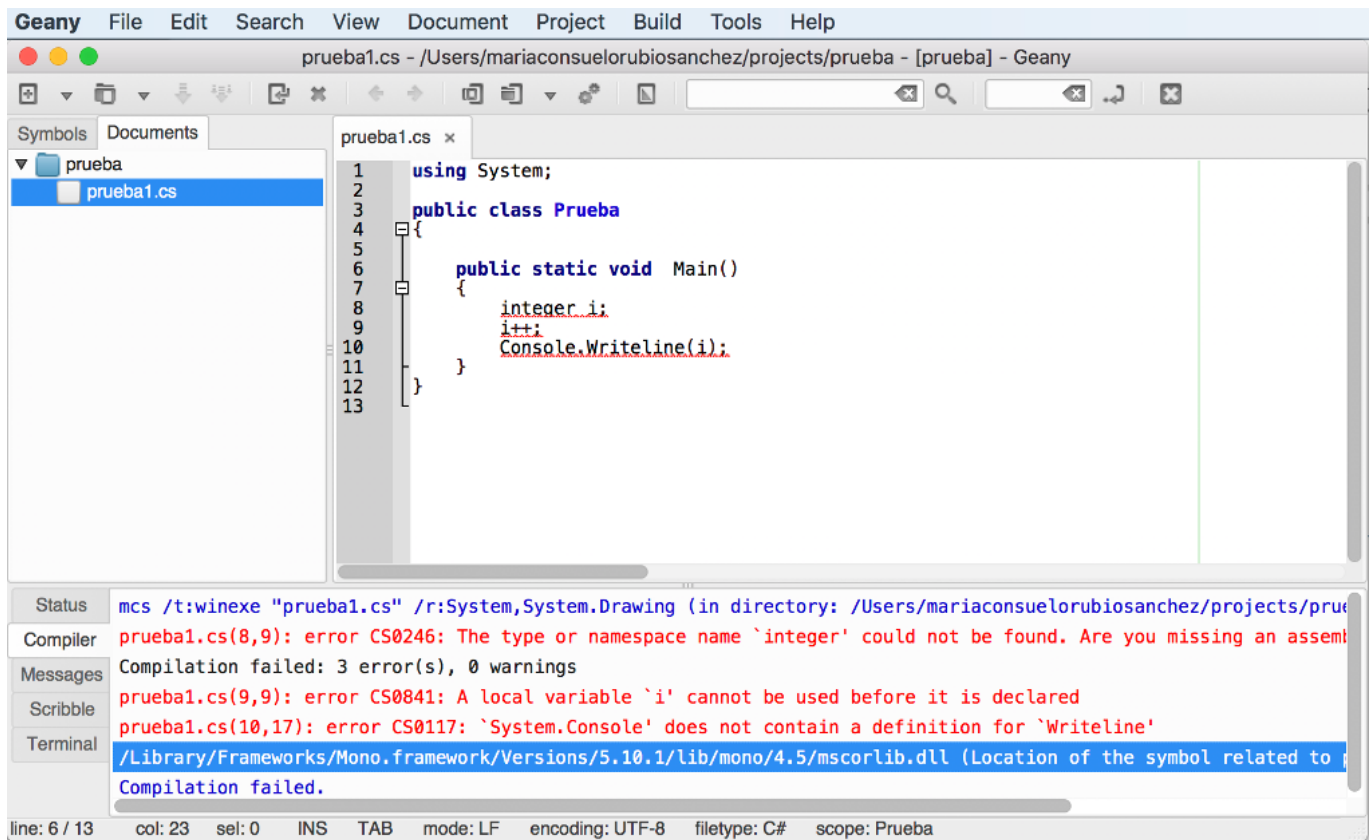 Geany File Edit Search View Document Project Build Tools Help
prueba1.cs - /Users/mariaconsuelorubiosanchez/projects/prueba - [prueba] - Geany
Symbols Documents
prueba
prueba1.cs
prueba1.cs ×
1 using System;
2
3 public class Prueba
4 {
5
6 public static void  Main()
7 {
8 integer i;
9 i++;
10 Console.Writeline(i);
11 }
12 }
13
Status
Compiler
Messages
Scribble
Terminal
mcs /t:winexe "prueba1.cs" /r:System,System.Drawing (in directory: /Users/mariaconsuelorubiosanchez/projects/prue
prueba1.cs(8,9): error CS0246: The type or namespace name `integer' could not be found. Are you missing an assemb
Compilation failed: 3 error(s), 0 warnings
prueba1.cs(9,9): error CS0841: A local variable `i' cannot be used before it is declared
prueba1.cs(10,17): error CS0117: `System.Console' does not contain a definition for `Writeline'
/Library/Frameworks/Mono.framework/Versions/5.10.1/lib/mono/4.5/mscorlib.dll (Location of the symbol related to p
Compilation failed.
line: 6 / 13 col: 23 sel: 0 INS TAB mode: LF encoding: UTF-8 filetype: C# scope: Prueba